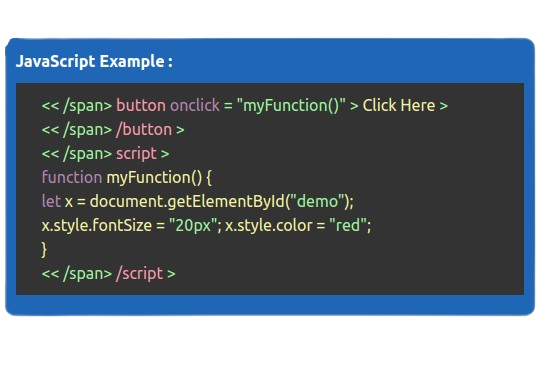 JavaScript Example :
<< /span> button onclick = "myFunction()" > Click Here >
<< /span> /button >
<< /span> script >
function myFunction() {
let x = document.getElementById("demo");
x.style.fontSize = "20px"; x.style.color = "red";
}
<< /span> /script >